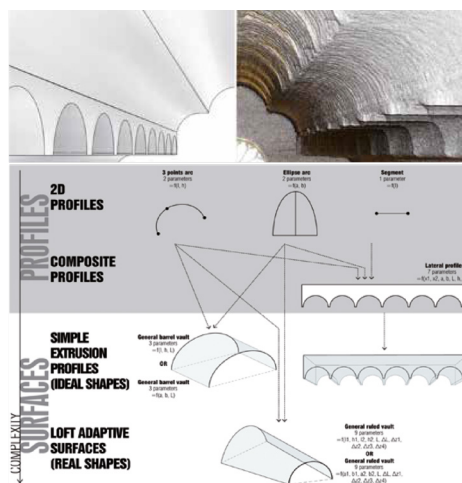 3 points arc
2 parameters
=f(l, h)
Ellipse arc
2 parameters
=f(a, b)
Segment
1 parameter
=f(l)
2D
PROFILES
PROFILES
COMPOSITE
PROFILES
Lateral profile
7 parameters
SIMPLE
EXTRUSION
PROFILES
(IDEAL SHAPES)
General barrel vault
3 parameters
=f(l, h, L)
OR
General barrel vault
3 parameters
=f(a, b, L)
SURFACES
COMPLEXITY
LOFT ADAPTIVE
SURFACES
(REAL SHAPES)
General ruled vault
9 parameters
OR
General ruled vault